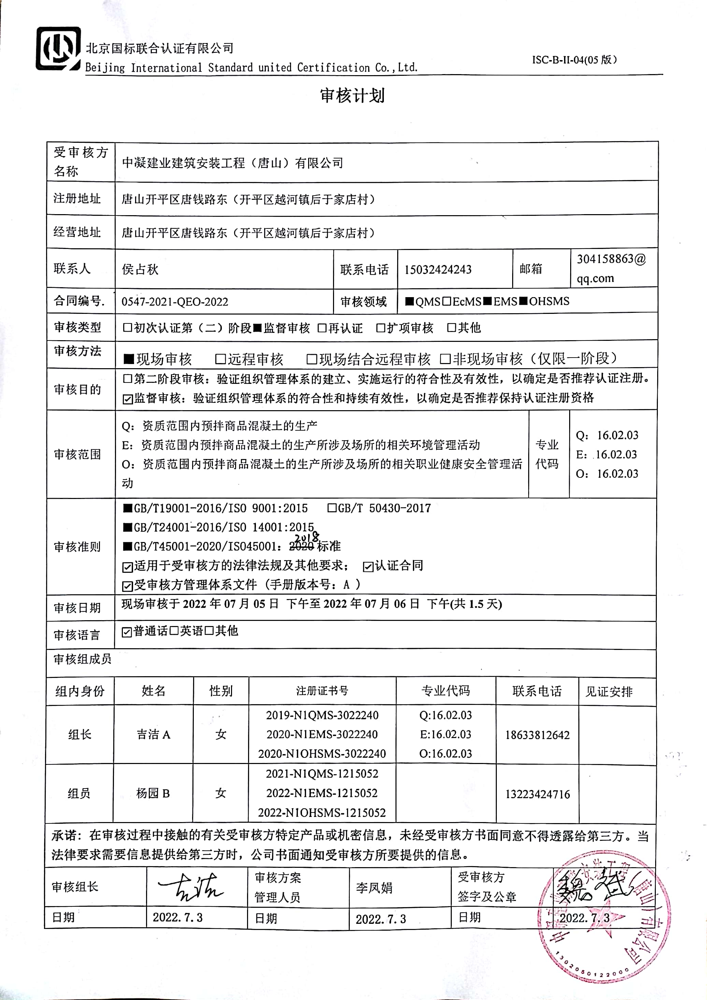 北京国标联合认证有限公司
Beijing International Standard united Certification Co.,Ltd.
ISC-B-II-04(05 版)
审核计划
受审核方
名称
中凝建业建筑安装工程（唐山）有限公司
注册地址
唐山开平区唐钱路东（开平区越河镇后于家店村）
经营地址
唐山开平区唐钱路东（开平区越河镇后于家店村）
联系人
侯占秋
联系电话
15032424243
邮箱
304158863@
qq.com
合同编号.
0547-2021-QEO-2022
审核领域
■QMS□EcMS■EMS■OHSMS
审核类型
□初次认证第（二）阶段■监督审核 □再认证 □扩项审核 □其他
审核方法
■现场审核 □远程审核 □现场结合远程审核 □非现场审核（仅限一阶段）
审核目的
□第二阶段审核：验证组织管理体系的建立、实施运行的符合性及有效性，以确定是否推荐认证注册。
☑监督审核：验证组织管理体系的符合性和持续有效性，以确定是否推荐保持认证注册资格
审核范围
Q：资质范围内预拌商品混凝土的生产
E：资质范围内预拌商品混凝土的生产所涉及场所的相关环境管理活动
O：资质范围内预拌商品混凝土的生产所涉及场所的相关职业健康安全管理活
动
专业
代码
Q：16.02.03
E：16.02.03
O：16.02.03
审核准则
■GB/T19001-2016/ISO 9001:2015 □GB/T 50430-2017
■GB/T24001-2016/ISO 14001:2015
2018
■GB/T45001-2020/ISO45001：2020 标准
☑适用于受审核方的法律法规及其他要求； ☑认证合同
☑受审核方管理体系文件（手册版本号：A ）
审核日期
现场审核于 2022 年 07 月 05 日 下午至 2022 年 07 月 06 日 下午(共 1.5 天)
审核语言
☑普通话□英语□其他
审核组成员
组内身份
姓名
性别
注册证书号
专业代码
联系电话
见证安排
组长
吉洁 A
女
2019-N1QMS-3022240
2020-N1EMS-3022240
2020-N1OHSMS-3022240
Q:16.02.03
E:16.02.03
O:16.02.03
18633812642
组员
杨园 B
女
2021-N1QMS-1215052
2022-N1EMS-1215052
2022-N1OHSMS-1215052
13223424716
承诺：在审核过程中接触的有关受审核方特定产品或机密信息，未经受审核方书面同意不得透露给第三方。当
法律要求需要信息提供给第三方时，公司书面通知受审核方所要提供的信息。
审核组长
吉洁
审核方案
管理人员
李凤娟
受审核方
签字及公章
魏斌
日期
2022.7.3
日期
2022.7.3
日期
2022.7.3
中凝建业建筑安装工程（唐山）有限公司
1302050122000